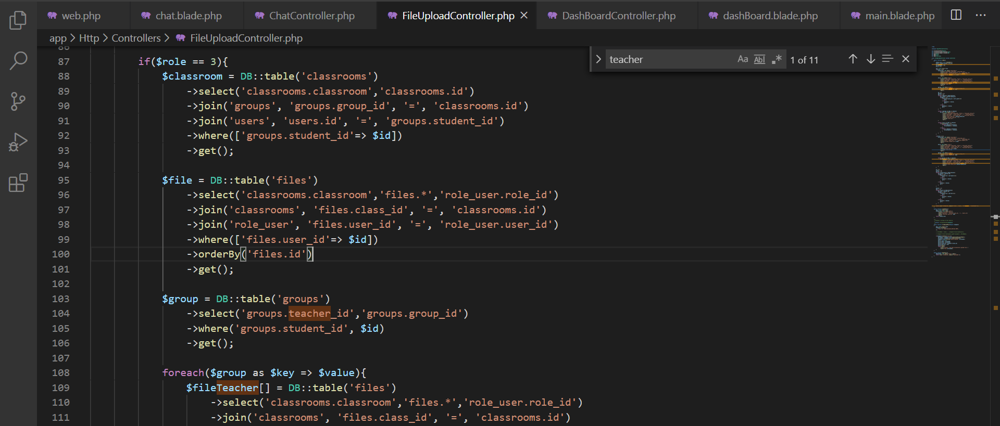 web.php chat.blade.php ChatController.php FileUploadController.php DashBoardController.php dashBoard.blade.php main.blade.php
app > Http > Controllers > FileUploadController.php
teacher Aa Abl .* 1 of 11
86
87 if($role == 3){
88 $classroom = DB::table('classrooms')
89 ->select('classrooms.classroom','classrooms.id')
90 ->join('groups', 'groups.group_id', '=', 'classrooms.id')
91 ->join('users', 'users.id', '=', 'groups.student_id')
92 ->where(['groups.student_id'=> $id])
93 ->get();
94
95 $file = DB::table('files')
96 ->select('classrooms.classroom','files.*','role_user.role_id')
97 ->join('classrooms', 'files.class_id', '=', 'classrooms.id')
98 ->join('role_user', 'files.user_id', '=', 'role_user.user_id')
99 ->where(['files.user_id'=> $id])
100 ->orderBy('files.id')
101 ->get();
102
103 $group = DB::table('groups')
104 ->select('groups.teacher_id','groups.group_id')
105 ->where('groups.student_id', $id)
106 ->get();
107
108 foreach($group as $key => $value){
109 $fileTeacher[] = DB::table('files')
110 ->select('classrooms.classroom','files.*','role_user.role_id')
111 ->join('classrooms', 'files.class_id', '=', 'classrooms.id')